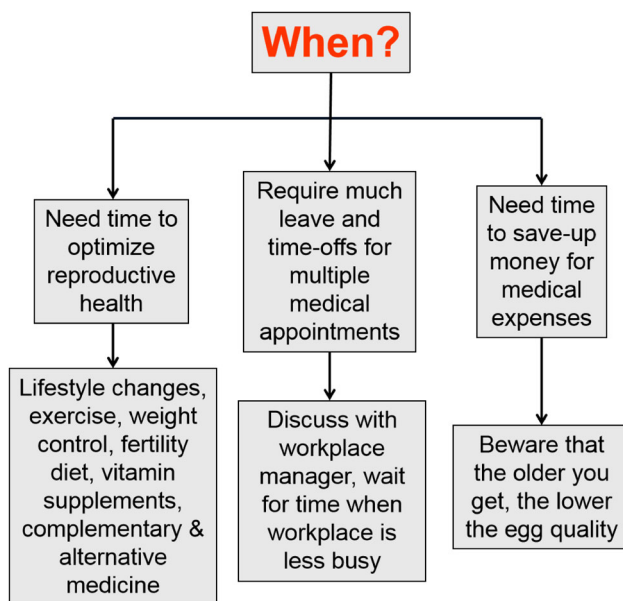 When?
Need time to
optimize
reproductive
health
Require much
leave and
time-offs for
multiple
medical
appointments
Need time
to save-up
money for
medical
expenses
Lifestyle changes,
exercise, weight
control, fertility
diet, vitamin
supplements,
complementary &
alternative
medicine
Discuss with
workplace
manager, wait
for time when
workplace is
less busy
Beware that
the older you
get, the lower
the egg quality